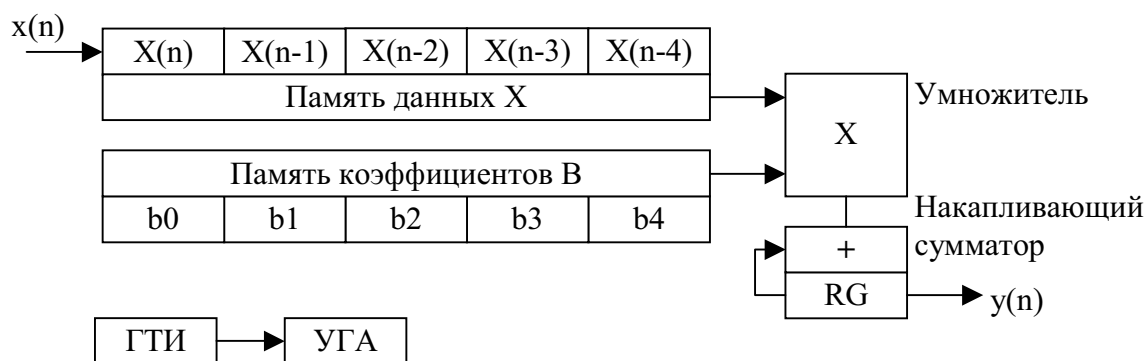 x(n)
X(n) X(n-1) X(n-2) X(n-3) X(n-4)
Память данных X
Умножитель
X
Память коэффициентов B
b0 b1 b2 b3 b4
Накапливающий
сумматор
+
RG
y(n)
ГТИ УГА